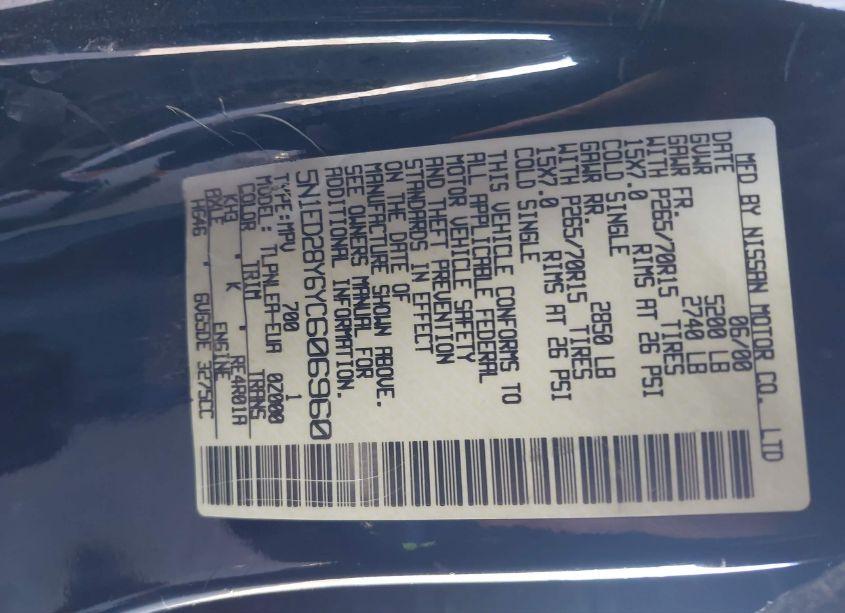 MFD BY NISSAN MOTOR CO., LTD
DATE 06/00
GVWR 5200 LB
GAWR FR. 2740 LB
WITH P265/70R15 TIRES
15X7.0 RIMS AT 26 PSI
COLD SINGLE
GAWR RR. 2850 LB
WITH P265/70R15 TIRES
15X7.0 RIMS AT 26 PSI
COLD SINGLE
THIS VEHICLE CONFORMS TO
ALL APPLICABLE FEDERAL
MOTOR VEHICLE SAFETY
AND THEFT PREVENTION
STANDARDS IN EFFECT
ON THE DATE OF
MANUFACTURE SHOWN ABOVE.
SEE OWNERS MANUAL FOR
ADDITIONAL INFORMATION.
5N1ED28Y6YC606960
TYPE:MPV 700 1
MODEL: TLPNLEA-EUA 02000
COLOR TRIM TRANS
KH3 K RE4R01A
AXLE ENGINE
HG46 GV65DE 3275CC